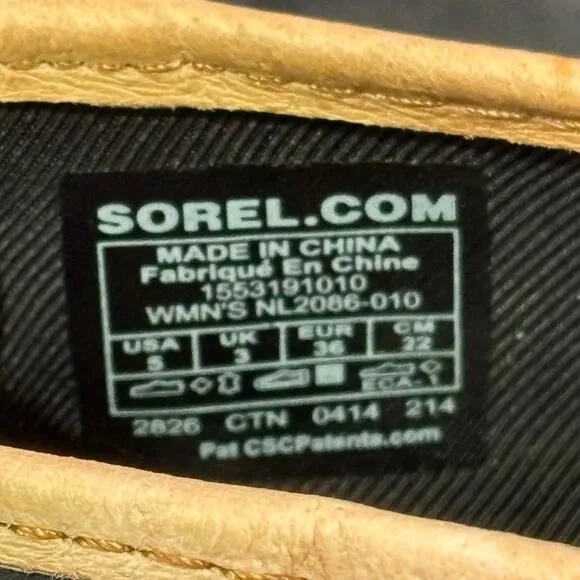 SOREL.COM
MADE IN CHINA
Fabriqué En Chine
1553191010
WMN'S NL2086-010
USA UK EUR CM
5 3 36 22
ECA-1
2826 CTN 0414 214
Pat CSCPatents.com